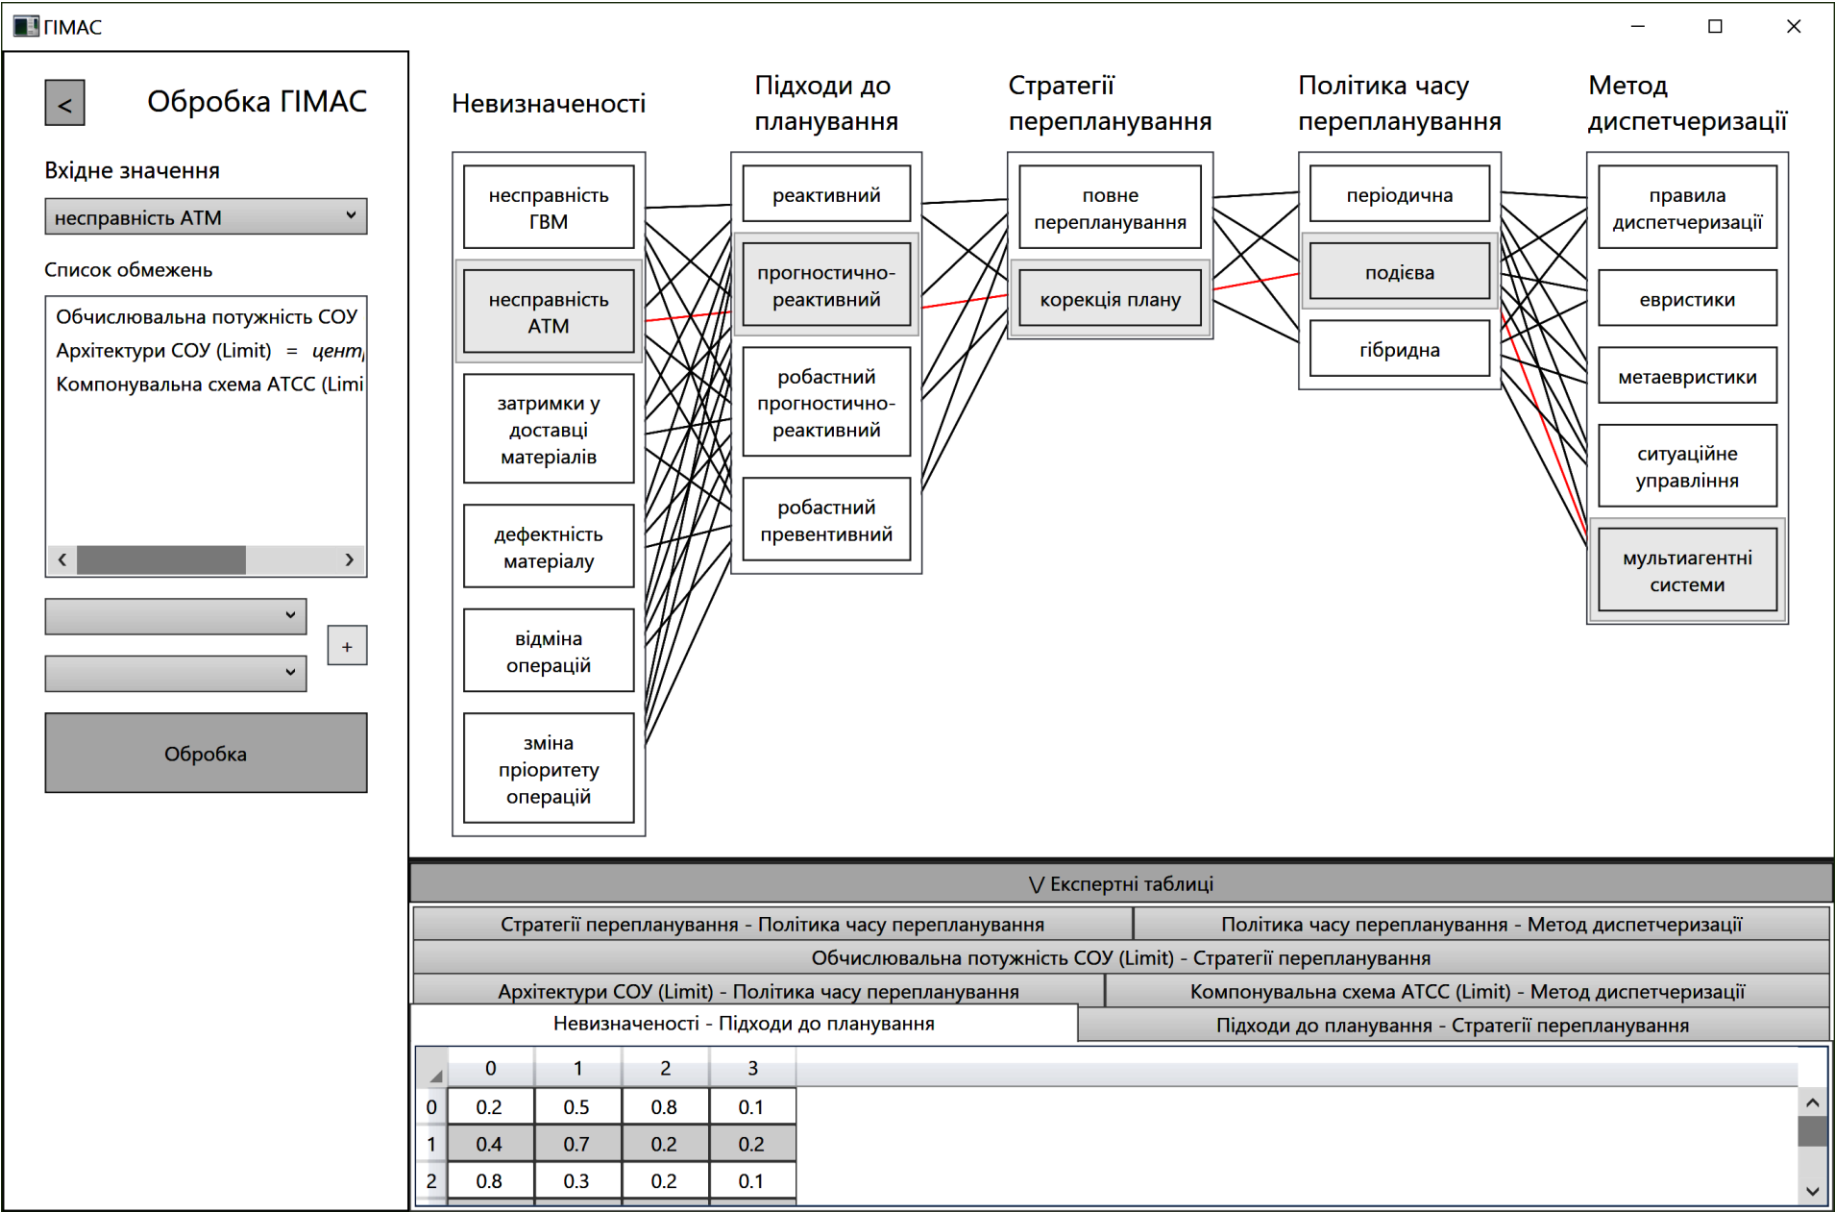 ГІМАС
<
Обробка ГІМАС
Вхідне значення
несправність АТМ
Список обмежень
Обчислювальна потужність СОУ
Архітектури СОУ (Limit) = цент
Компонувальна схема АТСС (Limi
+
Обробка
Невизначеності
несправність
ГВМ
несправність
АТМ
затримки у
доставці
матеріалів
дефектність
матеріалу
відміна
операцій
зміна
пріоритету
операцій
Підходи до
планування
реактивний
прогностично-
реактивний
робастний
прогностично-
реактивний
робастний
превентивний
Стратегії
перепланування
повне
перепланування
корекція плану
Політика часу
перепланування
періодична
подієва
гібридна
Метод
диспетчеризації
правила
диспетчеризації
евристики
метаевристики
ситуаційне
управління
мультиагентні
системи
\/ Експертні таблиці
Стратегії перепланування - Політика часу перепланування
Політика часу перепланування - Метод диспетчеризації
Обчислювальна потужність СОУ (Limit) - Стратегії перепланування
Архітектури СОУ (Limit) - Політика часу перепланування
Компонувальна схема АТСС (Limit) - Метод диспетчеризації
Невизначеності - Підходи до планування
Підходи до планування - Стратегії перепланування
0 1 2 3
0 0.2 0.5 0.8 0.1
1 0.4 0.7 0.2 0.2
2 0.8 0.3 0.2 0.1